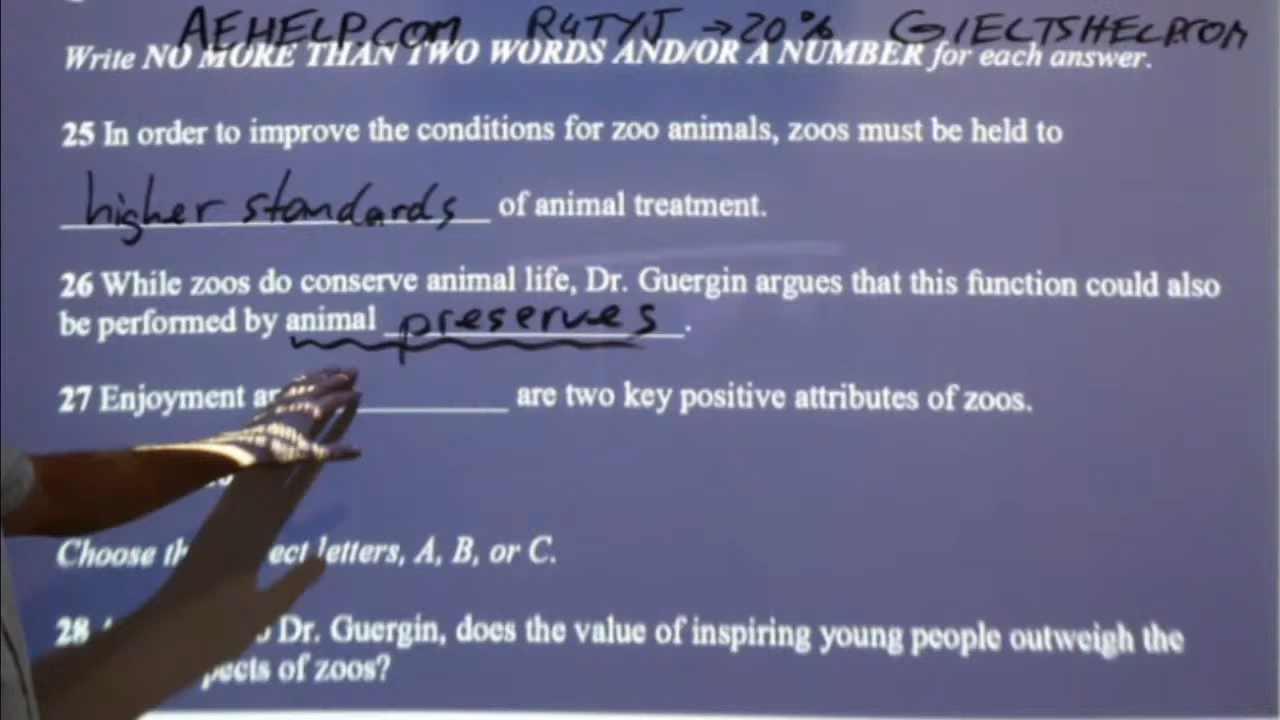 AEHELP.COM R4TYJ → 20% GIELTSHELP.COM
Write NO MORE THAN TWO WORDS AND/OR A NUMBER for each answer.
25 In order to improve the conditions for zoo animals, zoos must be held to
higher standards of animal treatment.
26 While zoos do conserve animal life, Dr. Guergin argues that this function could also
be performed by animal preserves.
27 Enjoyment are two key positive attributes of zoos.
Choose letters, A, B, or C.
28 Dr. Guergin, does the value of inspiring young people outweigh the
of zoos?